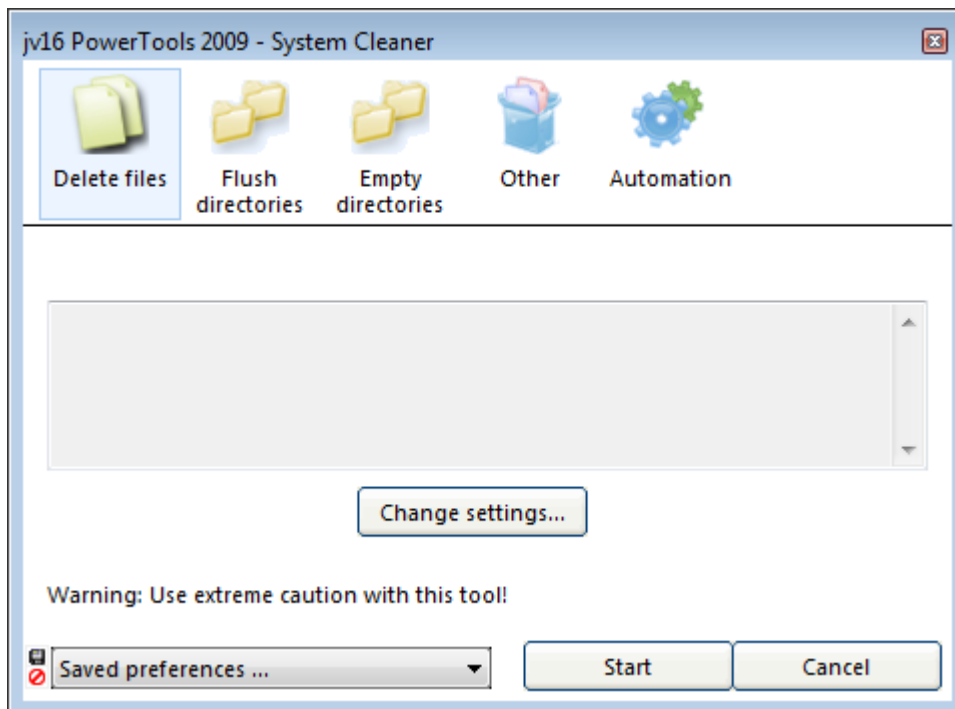 jv16 PowerTools 2009 - System Cleaner
Delete files
Flush
directories
Empty
directories
Other
Automation
Change settings...
Warning: Use extreme caution with this tool!
Saved preferences ...
Start
Cancel